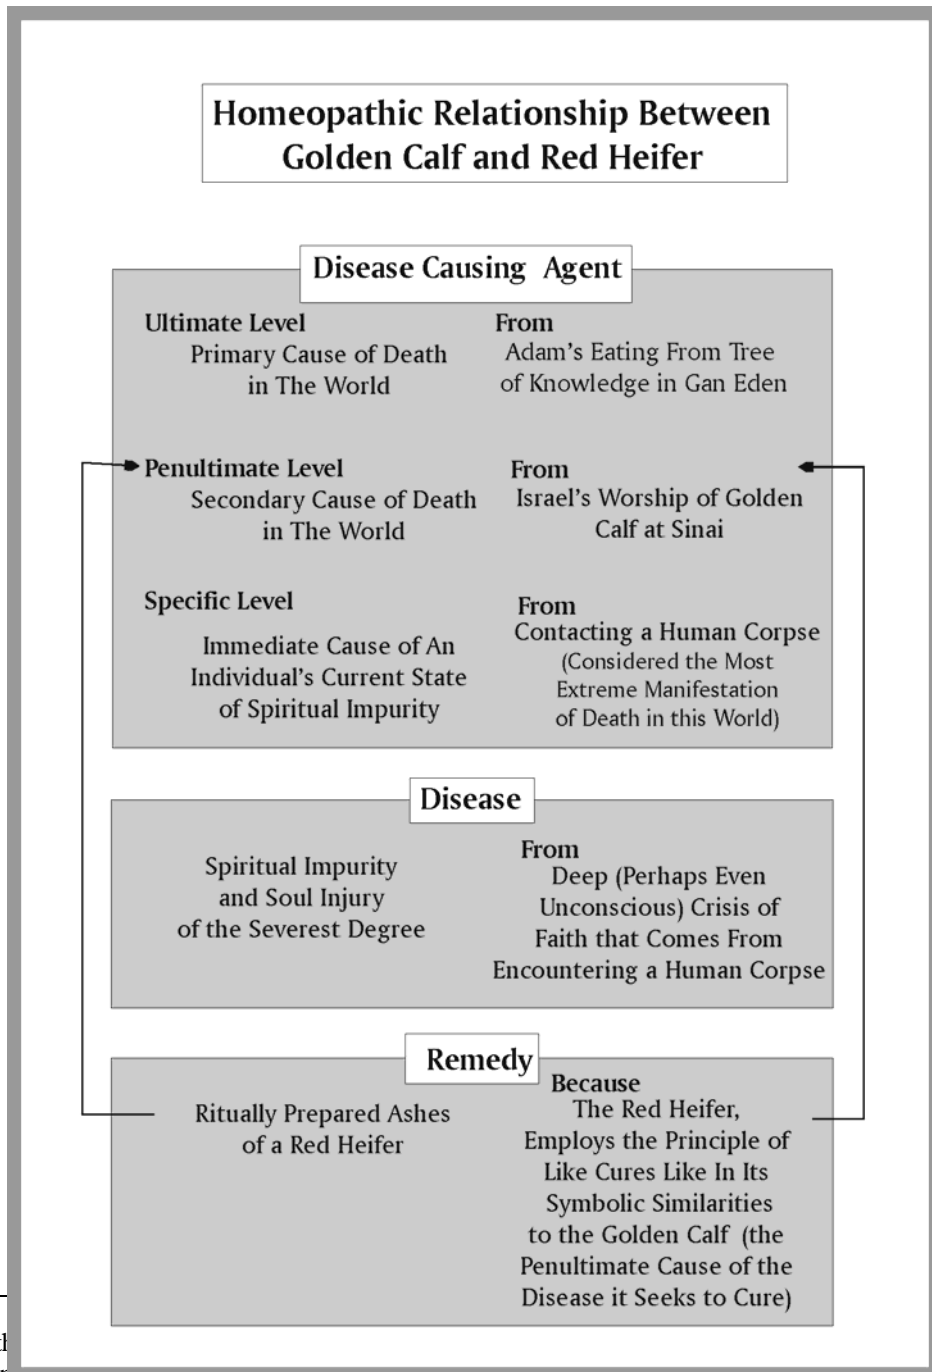 Homeopathic Relationship Between
Golden Calf and Red Heifer
Disease Causing Agent
Ultimate Level
Primary Cause of Death
in The World
From
Adam's Eating From Tree
of Knowledge in Gan Eden
Penultimate Level
Secondary Cause of Death
in The World
From
Israel's Worship of Golden
Calf at Sinai
Specific Level
Immediate Cause of An
Individual's Current State
of Spiritual Impurity
From
Contacting a Human Corpse
(Considered the Most
Extreme Manifestation
of Death in this World)
Disease
Spiritual Impurity
and Soul Injury
of the Severest Degree
From
Deep (Perhaps Even
Unconscious) Crisis of
Faith that Comes From
Encountering a Human Corpse
Remedy
Ritually Prepared Ashes
of a Red Heifer
Because
The Red Heifer,
Employs the Principle of
Like Cures Like In Its
Symbolic Similarities
to the Golden Calf (the
Penultimate Cause of the
Disease it Seeks to Cure)